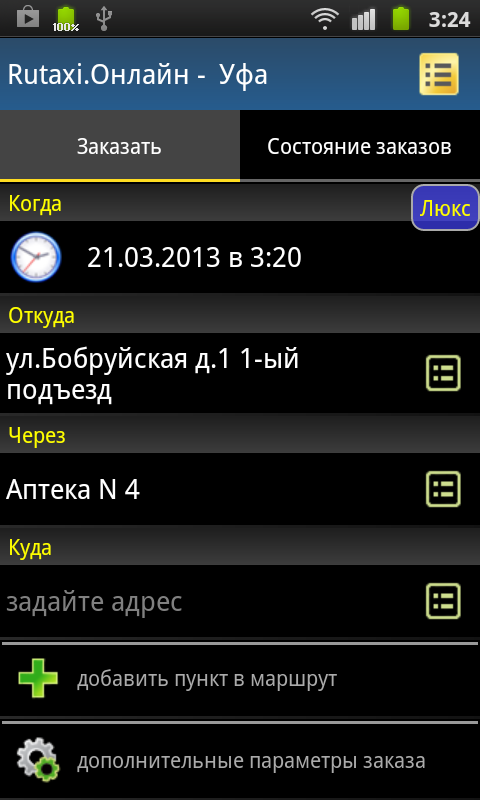 100%
3:24
Rutaxi.Онлайн - Уфа
Заказать
Состояние заказов
Когда
Люкс
21.03.2013 в 3:20
Откуда
ул.Бобруйская д.1 1-ый
подъезд
Через
Аптека N 4
Куда
задайте адрес
добавить пункт в маршрут
дополнительные параметры заказа